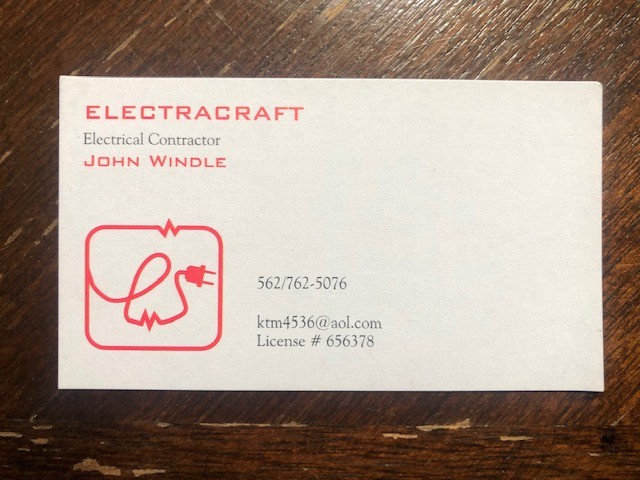 ELECTRACRAFT
Electrical Contractor
JOHN WINDLE
562/762-5076
ktm4536@aol.com
License # 656378